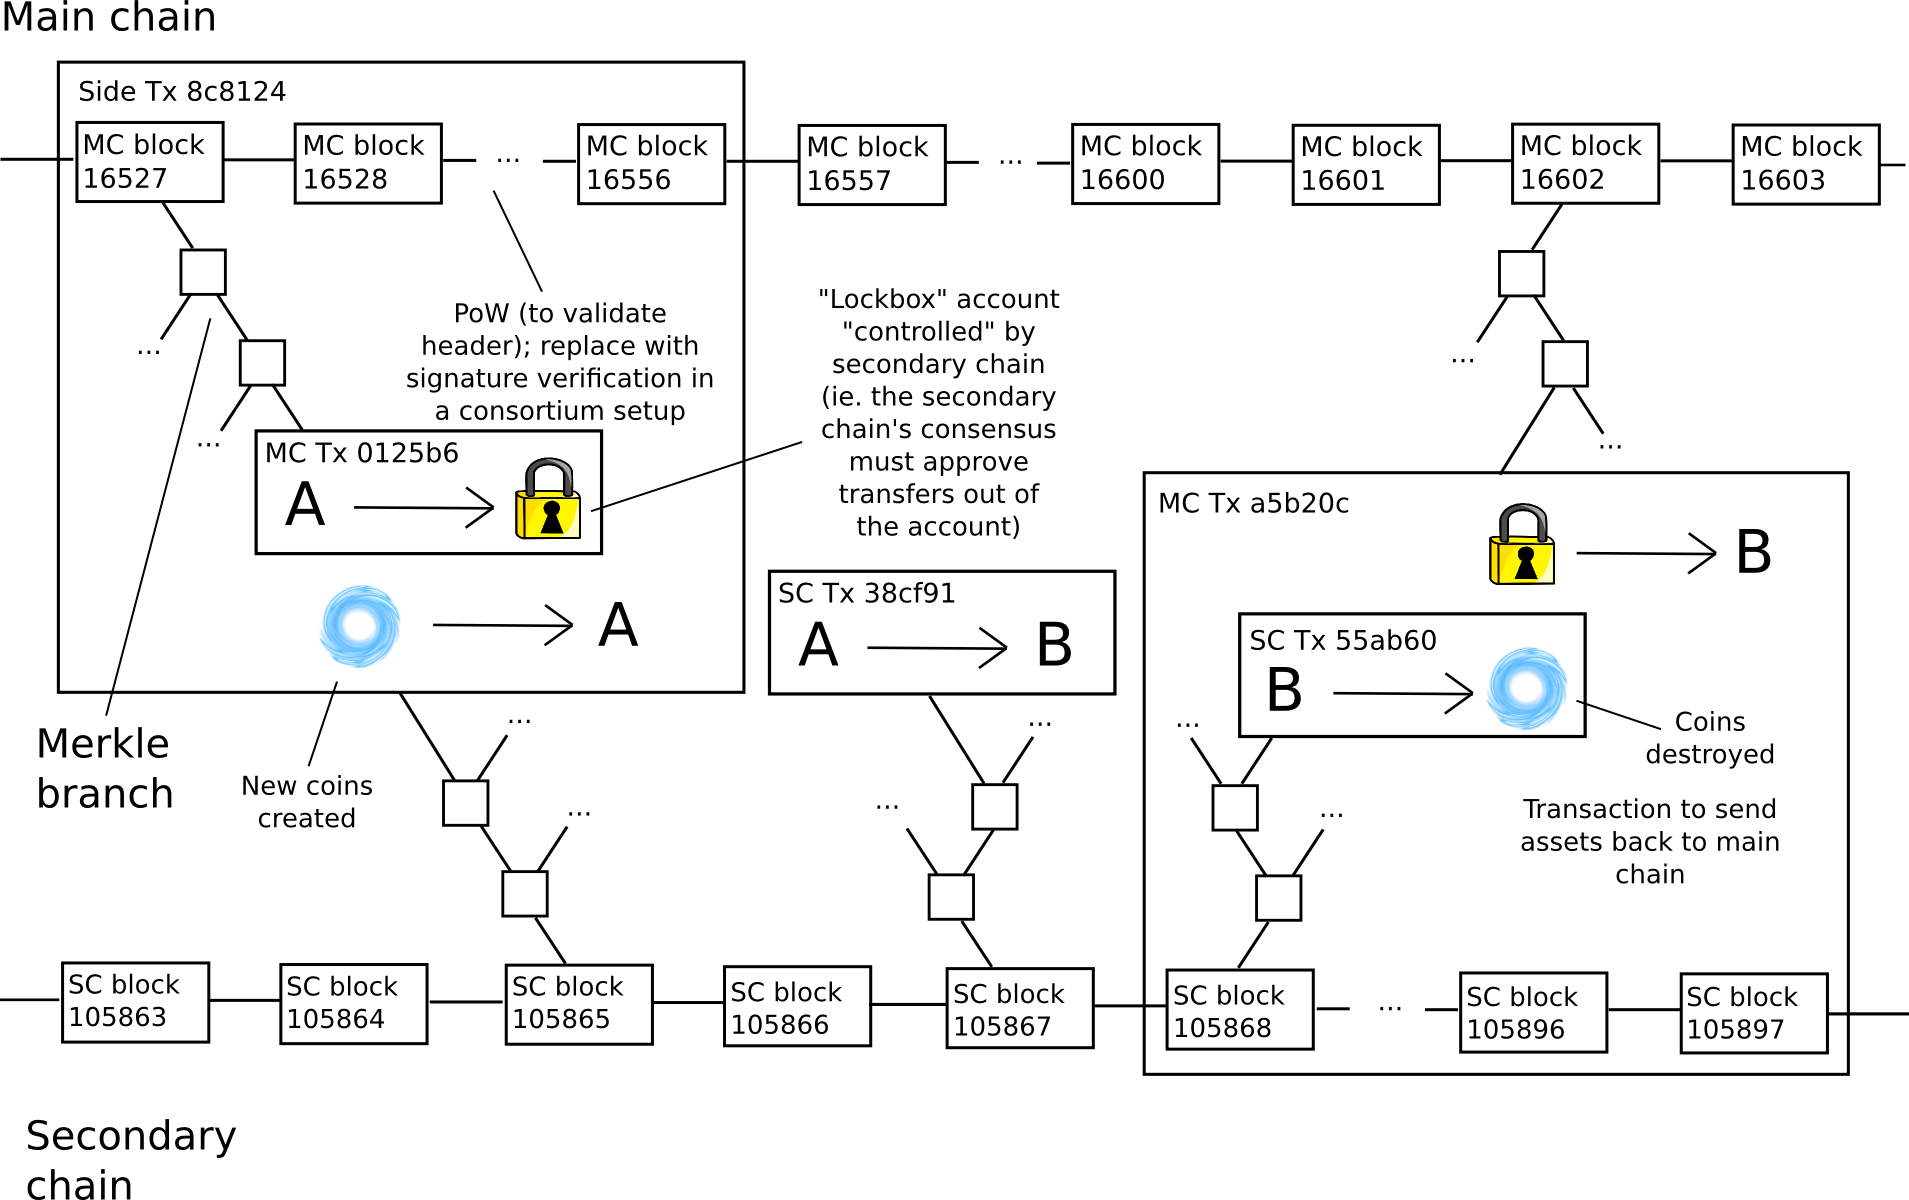 Main chain
Side Tx 8c8124
MC block
16527
MC block
16528
...
MC block
16556
MC block
16557
...
MC block
16600
MC block
16601
MC block
16602
MC block
16603
...
...
PoW (to validate
header); replace with
signature verification in
a consortium setup
"Lockbox" account
"controlled" by
secondary chain
(ie. the secondary
chain's consensus
must approve
transfers out of
the account)
...
...
MC Tx 0125b6
A
A
Merkle
branch
New coins
created
...
...
SC Tx 38cf91
A
B
...
...
MC Tx a5b20c
B
SC Tx 55ab60
B
Coins
destroyed
...
...
Transaction to send
assets back to main
chain
SC block
105863
SC block
105864
SC block
105865
SC block
105866
SC block
105867
SC block
105868
...
SC block
105896
SC block
105897
Secondary
chain